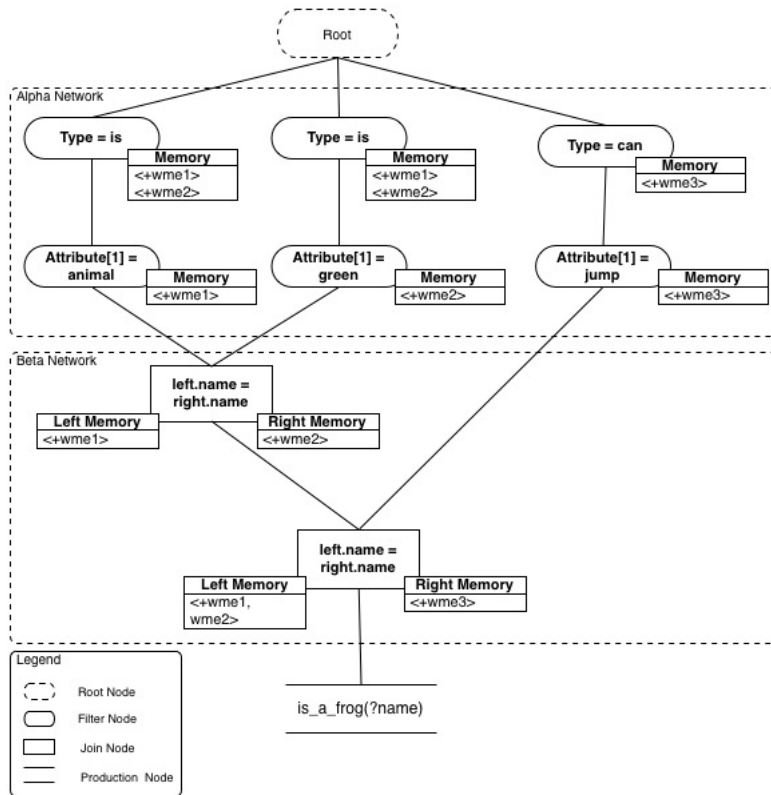 Root
Alpha Network
Type = is
Memory
<+wme1>
<+wme2>
Type = is
Memory
<+wme1>
<+wme2>
Type = can
Memory
<+wme3>
Attribute[1] =
animal
Memory
<+wme1>
Attribute[1] =
green
Memory
<+wme2>
Attribute[1] =
jump
Memory
<+wme3>
Beta Network
left.name =
right.name
Left Memory
<+wme1>
Right Memory
<+wme2>
left.name =
right.name
Left Memory
<+wme1,
wme2>
Right Memory
<+wme3>
Legend
Root Node
Filter Node
Join Node
Production Node
is_a_frog(?name)